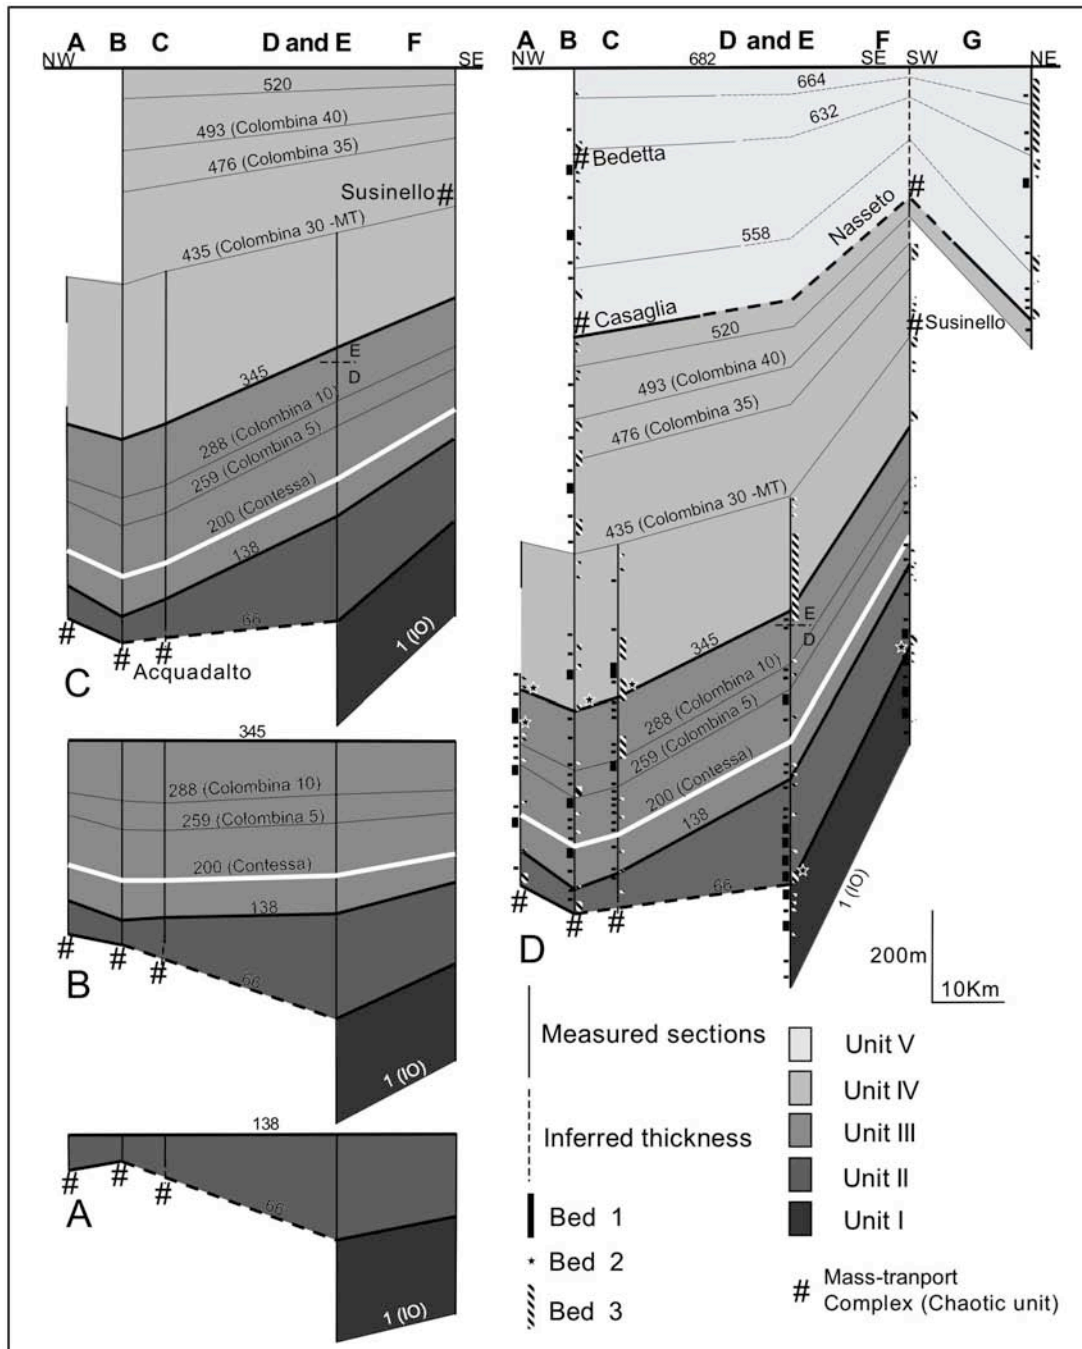 A B C D and E F
NW SE
520
493 (Colombina 40)
476 (Colombina 35)
Susinello #
435 (Colombina 30 -MT)
345
E
D
288 (Colombina 10)
259 (Colombina 5)
200 (Contessa)
138
66
1 (IO)
# # #
Acquadalto
C
345
288 (Colombina 10)
259 (Colombina 5)
200 (Contessa)
138
66
1 (IO)
# # #
B
138
66
1 (IO)
# # #
A
A B C D and E F G
NW 682 SE SW NE
664
632
# Bedetta
558
Nasseto #
# Casaglia
520
# Susinello
493 (Colombina 40)
476 (Colombina 35)
435 (Colombina 30 -MT)
345
E
D
288 (Colombina 10)
259 (Colombina 5)
200 (Contessa)
138
66
1 (IO)
# # #
D
200m
10Km
Measured sections
Inferred thickness
Bed 1
Bed 2
Bed 3
Unit V
Unit IV
Unit III
Unit II
Unit I
# Mass-tranport
Complex (Chaotic unit)